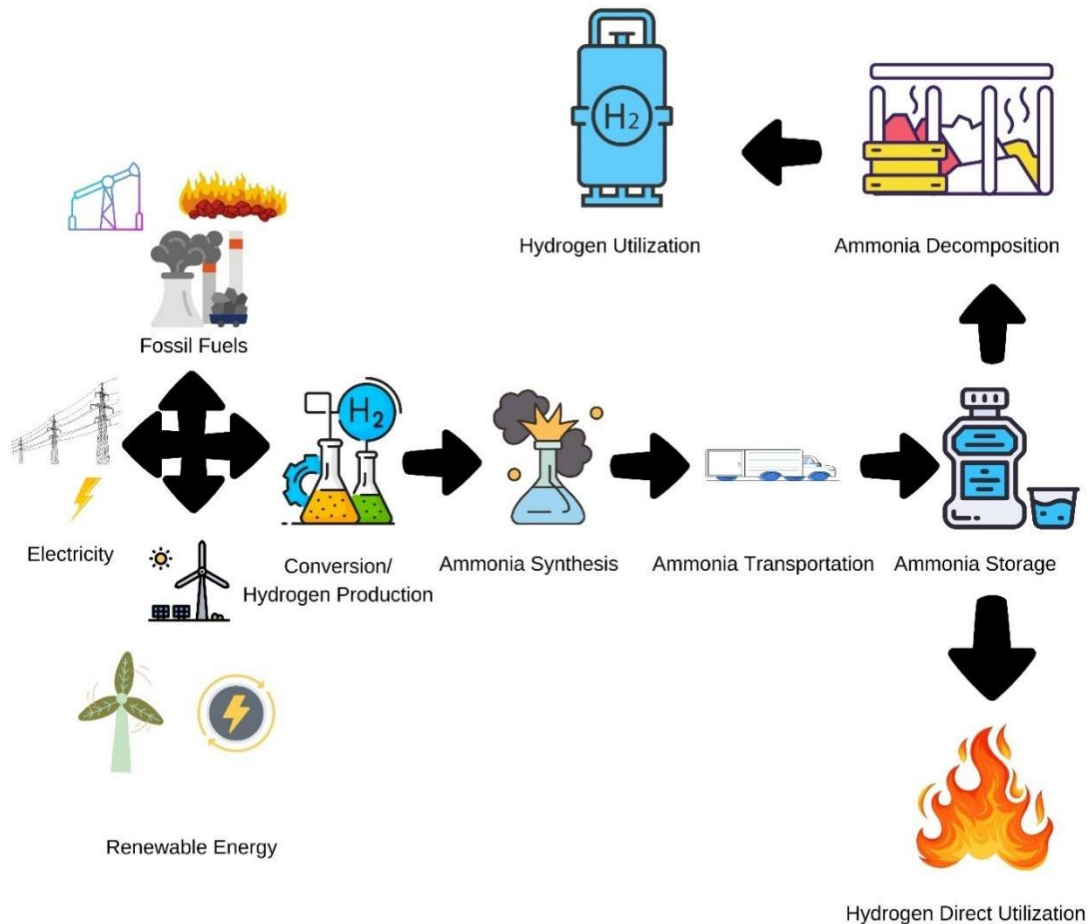 H2
Hydrogen Utilization
Ammonia Decomposition
Fossil Fuels
H2
Electricity
Conversion/
Hydrogen Production
Ammonia Synthesis
Ammonia Transportation
Ammonia Storage
Renewable Energy
Hydrogen Direct Utilization